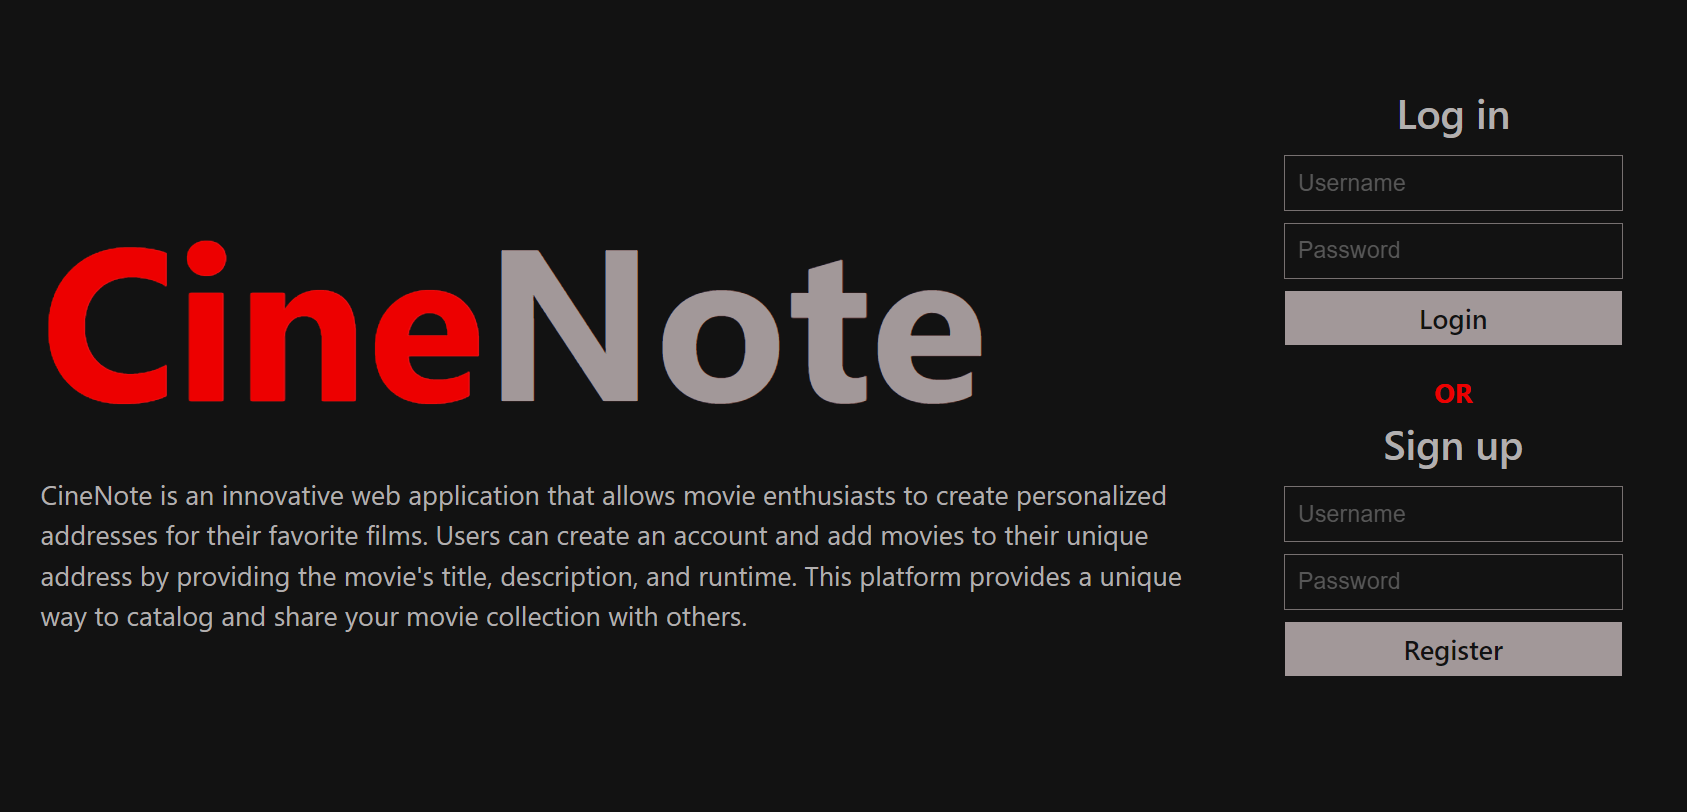 CineNote
CineNote is an innovative web application that allows movie enthusiasts to create personalized
addresses for their favorite films. Users can create an account and add movies to their unique
address by providing the movie's title, description, and runtime. This platform provides a unique
way to catalog and share your movie collection with others.
Log in
Username
Password
Login
OR
Sign up
Username
Password
Register